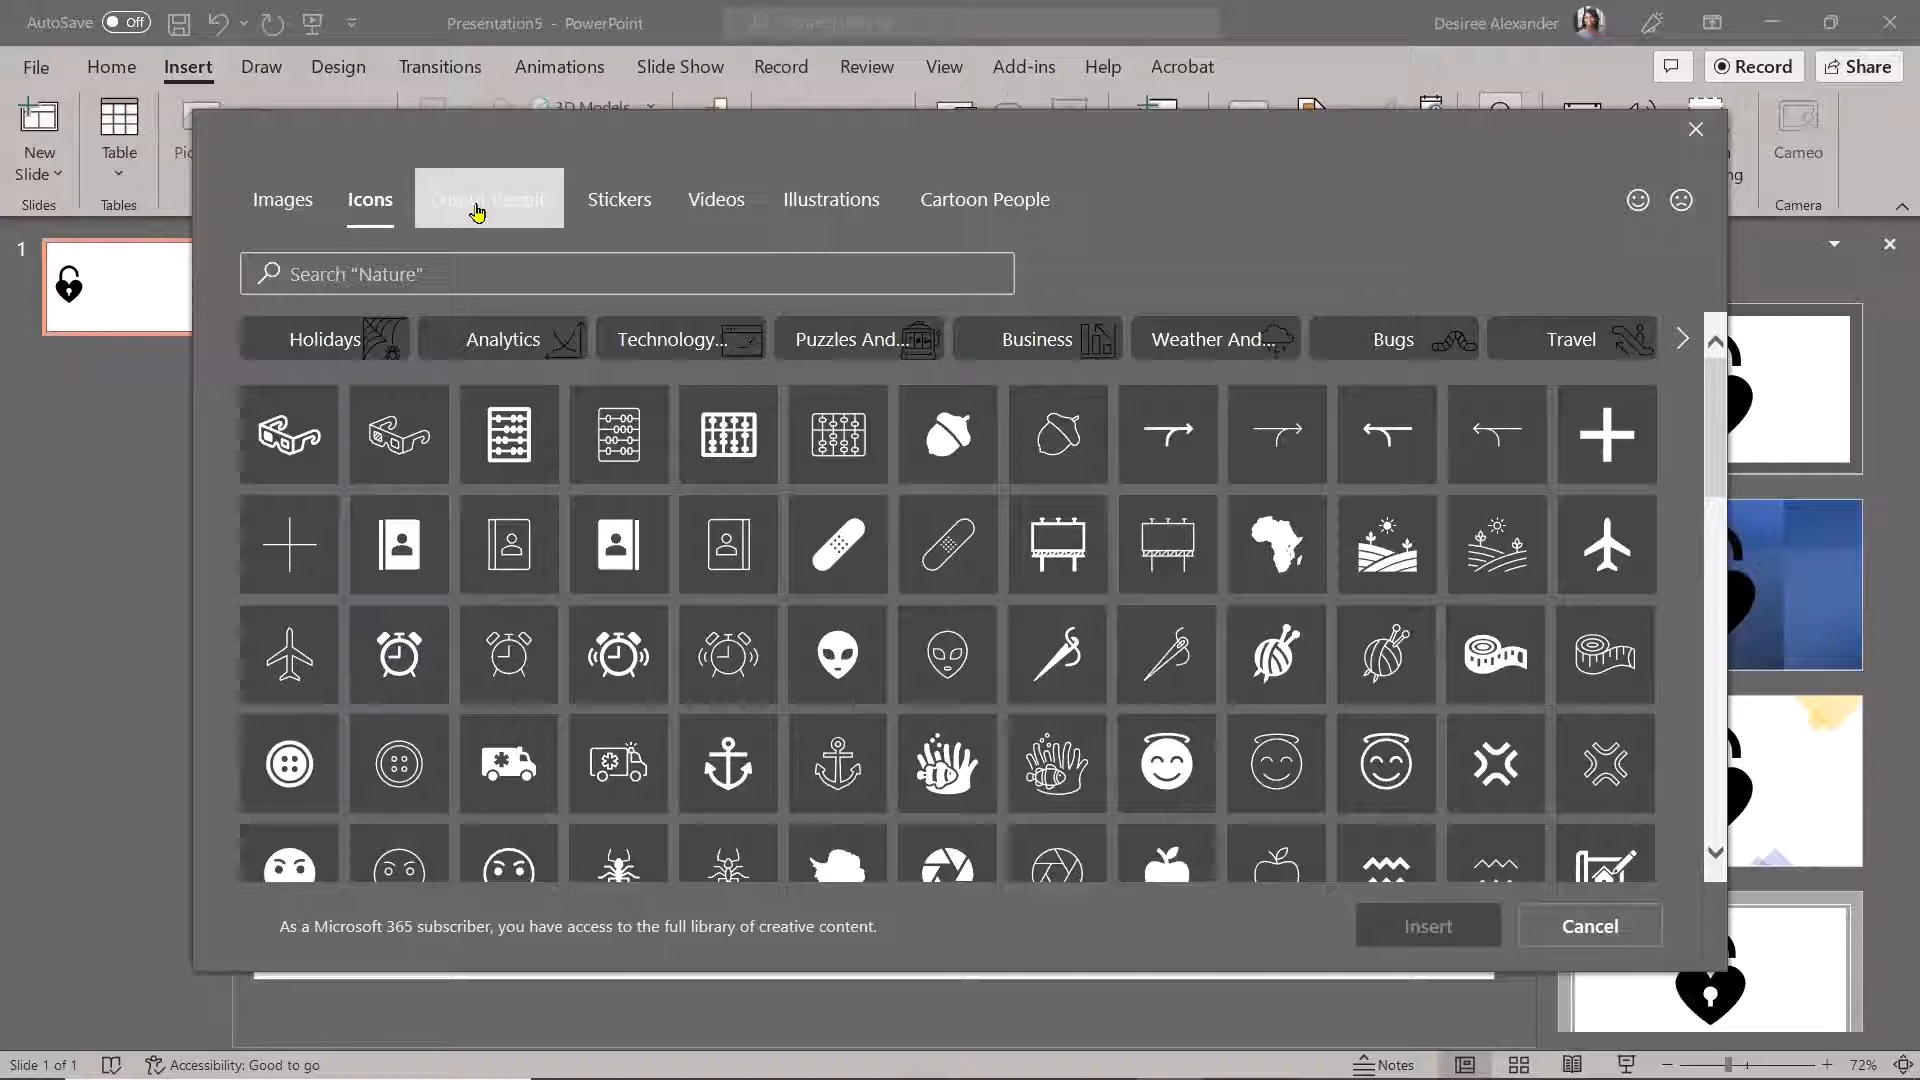 AutoSave Off Presentation5 - PowerPoint Desiree Alexander
File Home Insert Draw Design Transitions Animations Slide Show Record Review View Add-ins Help Acrobat Record Share
3D Models
New Slide
Table
Cameo
Slides Tables Camera
Images Icons Stickers Videos Illustrations Cartoon People
1
Search "Nature"
Holidays Analytics Technology... Puzzles And... Business Weather And... Bugs Travel
As a Microsoft 365 subscriber, you have access to the full library of creative content.
Insert Cancel
Slide 1 of 1 Accessibility: Good to go Notes 72%